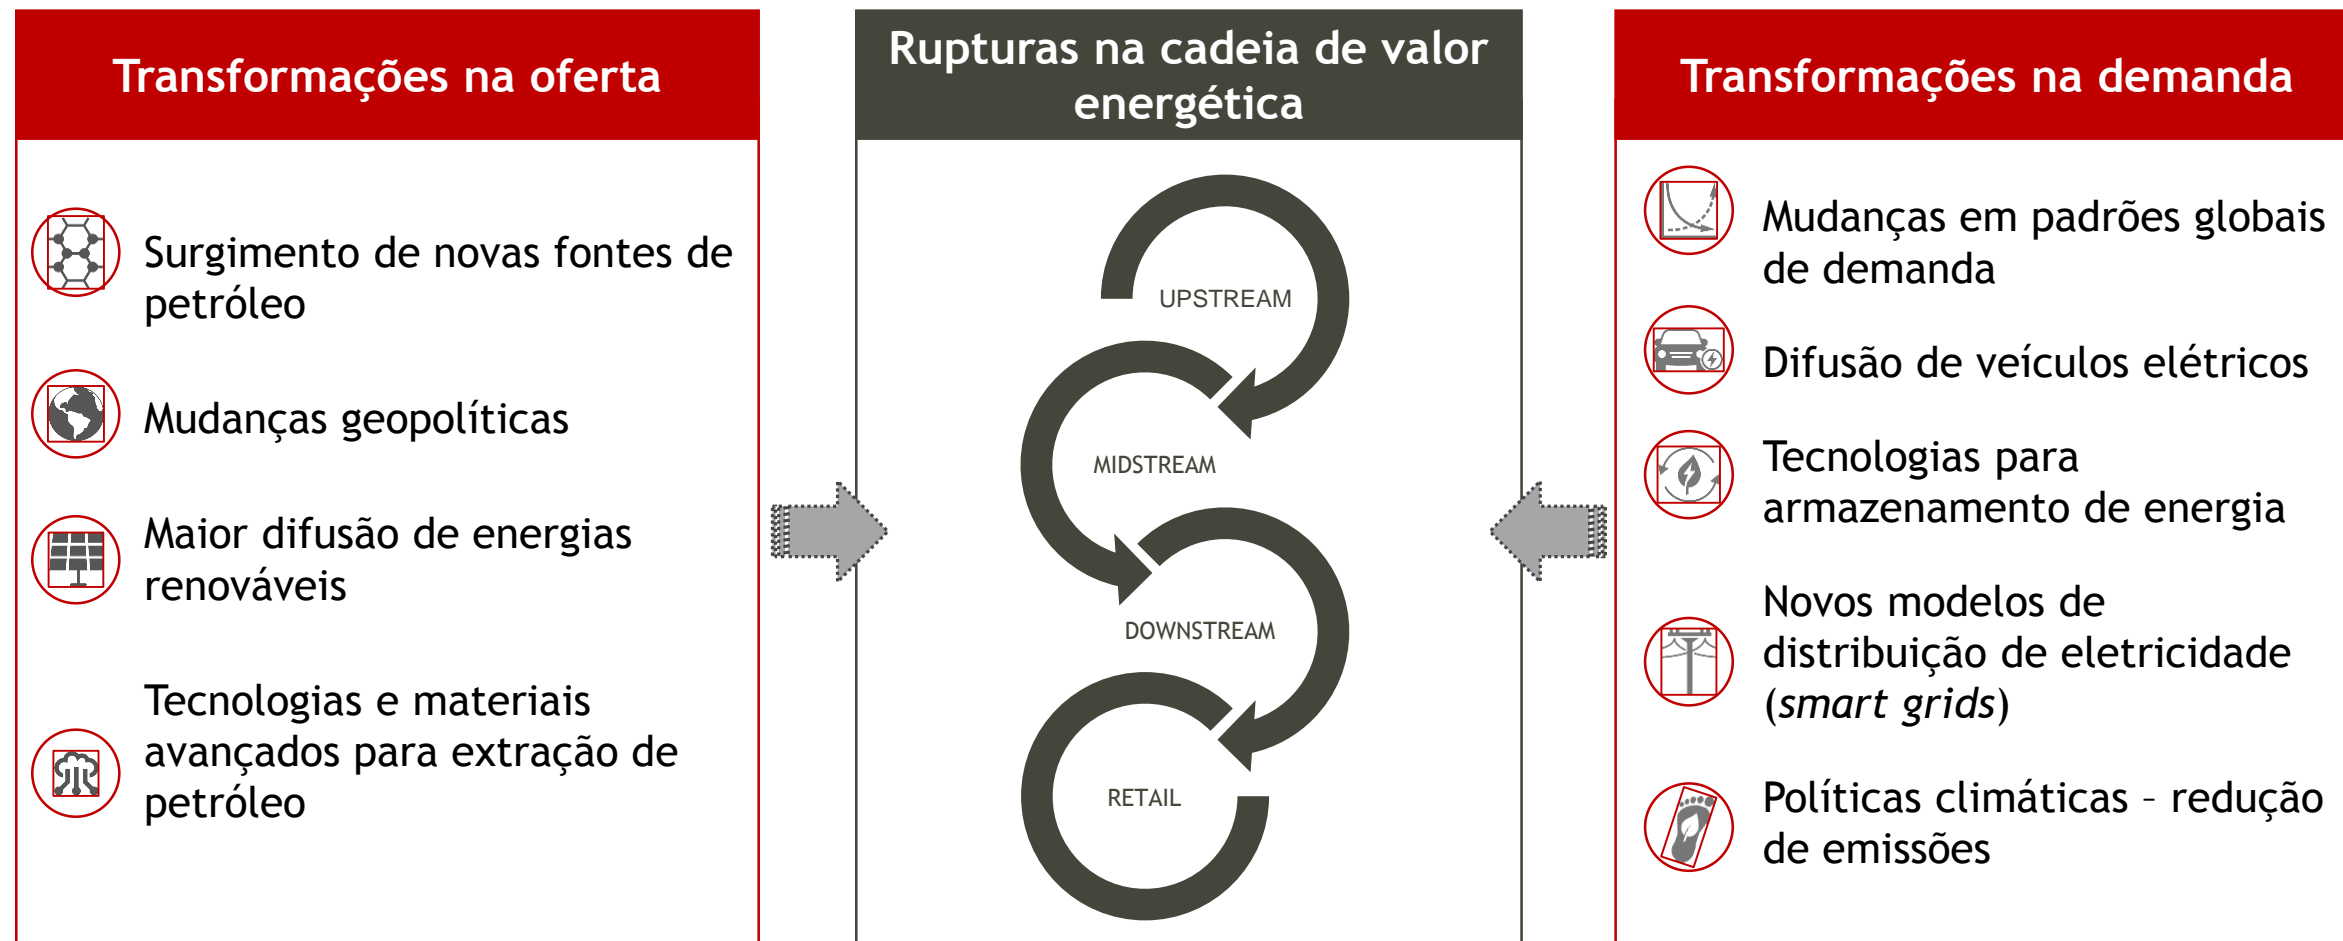 Transformações na oferta
Surgimento de novas fontes de
petróleo
Mudanças geopolíticas
Maior difusão de energias
renováveis
Tecnologias e materiais
avançados para extração de
petróleo
Rupturas na cadeia de valor
energética
UPSTREAM
MIDSTREAM
DOWNSTREAM
RETAIL
Transformações na demanda
Mudanças em padrões globais
de demanda
Difusão de veículos elétricos
Tecnologias para
armazenamento de energia
Novos modelos de
distribuição de eletricidade
(smart grids)
Políticas climáticas – redução
de emissões